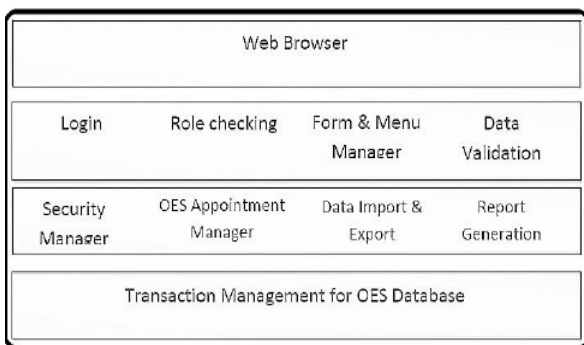 Web Browser
Login Role checking Form & Menu Data
Manager Validation
Security OES Appointment Data Import & Report
Manager Manager Export Generation
Transaction Management for OES Database